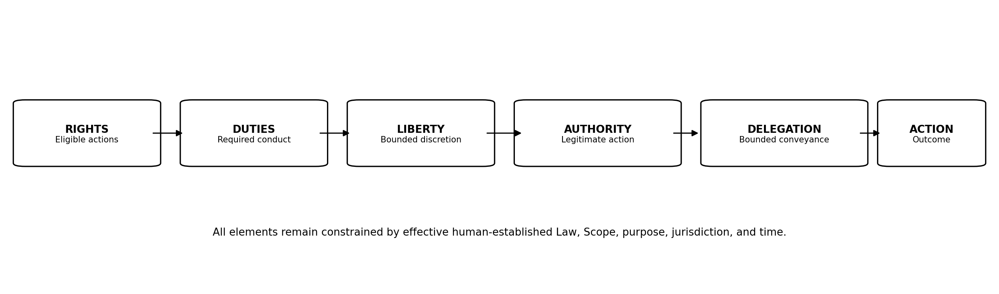 RIGHTS
Eligible actions
DUTIES
Required conduct
LIBERTY
Bounded discretion
AUTHORITY
Legitimate action
DELEGATION
Bounded conveyance
ACTION
Outcome
All elements remain constrained by effective human-established Law, Scope, purpose, jurisdiction, and time.